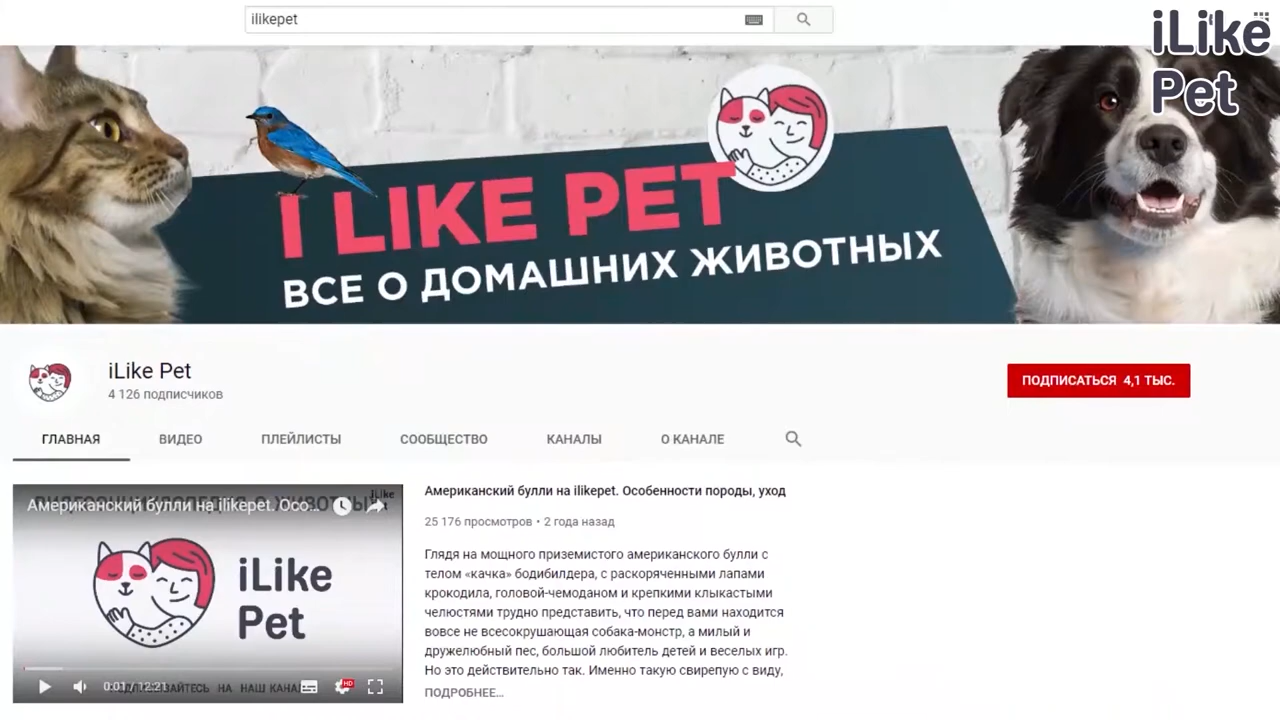 ilikepet
iLike
Pet
I LIKE PET
ВСЕ О ДОМАШНИХ ЖИВОТНЫХ
iLike Pet
4 126 подписчиков
ПОДПИСАТЬСЯ 4,1 ТЫС.
ГЛАВНАЯ ВИДЕО ПЛЕЙЛИСТЫ СООБЩЕСТВО КАНАЛЫ О КАНАЛЕ
Американский булли на ilikepet. Осо...
iLike
Pet
0:01 / 12:21
HD
Американский булли на ilikepet. Особенности породы, уход
25 176 просмотров • 2 года назад
Глядя на мощного приземистого американского булли с
телом «качка» бодибилдера, с раскоряченными лапами
крокодила, головой-чемоданом и крепкими клыкастыми
челюстями трудно представить, что перед вами находится
вовсе не всесокрушающая собака-монстр, а милый и
дружелюбный пес, большой любитель детей и веселых игр.
Но это действительно так. Именно такую свирепую с виду,
ПОДРОБНЕЕ...